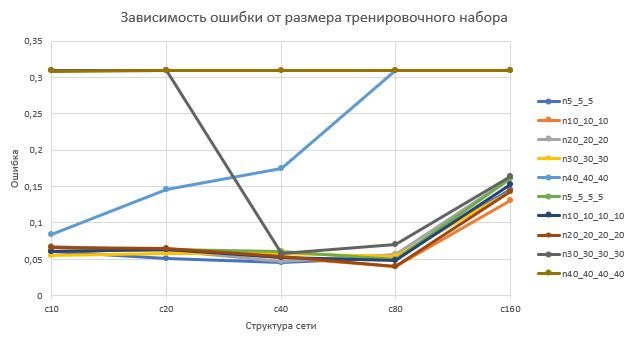 Зависимость ошибки от размера тренировочного набора
0,35
0,3
0,25
0,2
0,15
0,1
0,05
0
Ошибка
c10
c20
c40
c80
c160
Структура сети
n5_5_5
n10_10_10
n20_20_20
n30_30_30
n40_40_40
n5_5_5_5
n10_10_10_10
n20_20_20_20
n30_30_30_30
n40_40_40_40